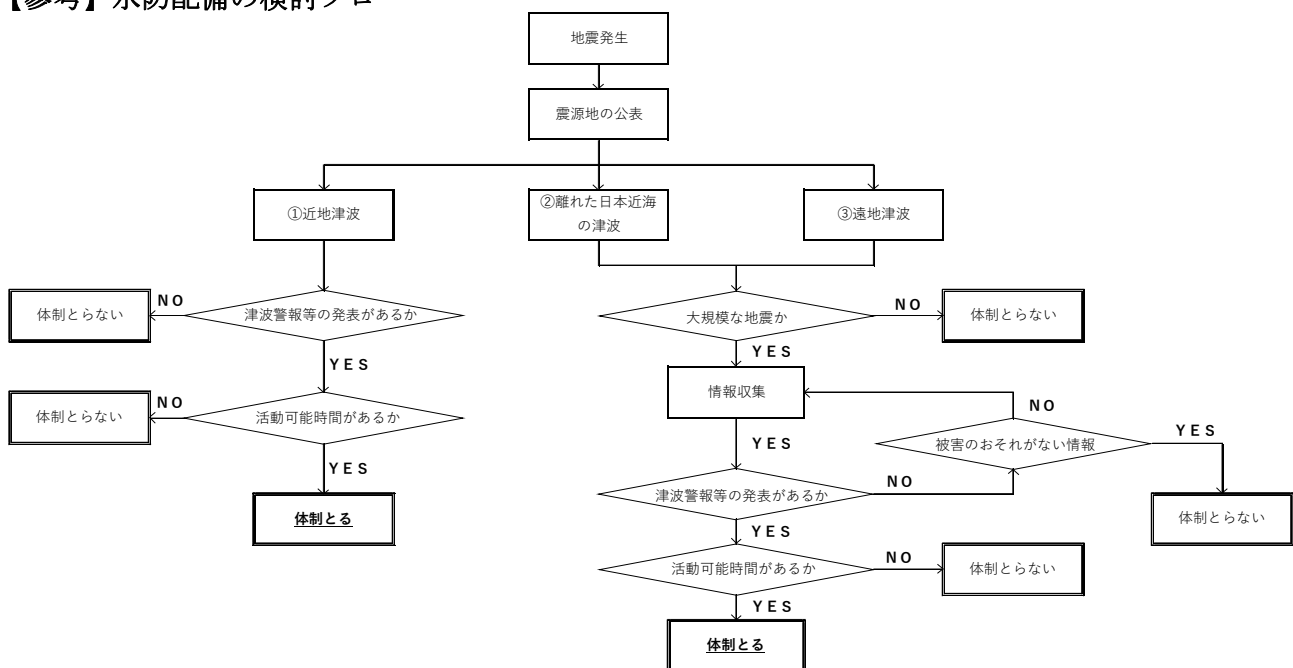 【参考】水防配備の検討フロー
地震発生
震源地の公表
①近地津波
②離れた日本近海
の津波
③遠地津波
体制とらない
NO
津波警報等の発表があるか
大規模な地震か
NO
体制とらない
YES
YES
情報収集
体制とらない
NO
活動可能時間があるか
NO
YES
被害のおそれがない情報
YES
YES
津波警報等の発表があるか
NO
体制とる
体制とらない
YES
活動可能時間があるか
NO
体制とらない
YES
体制とる